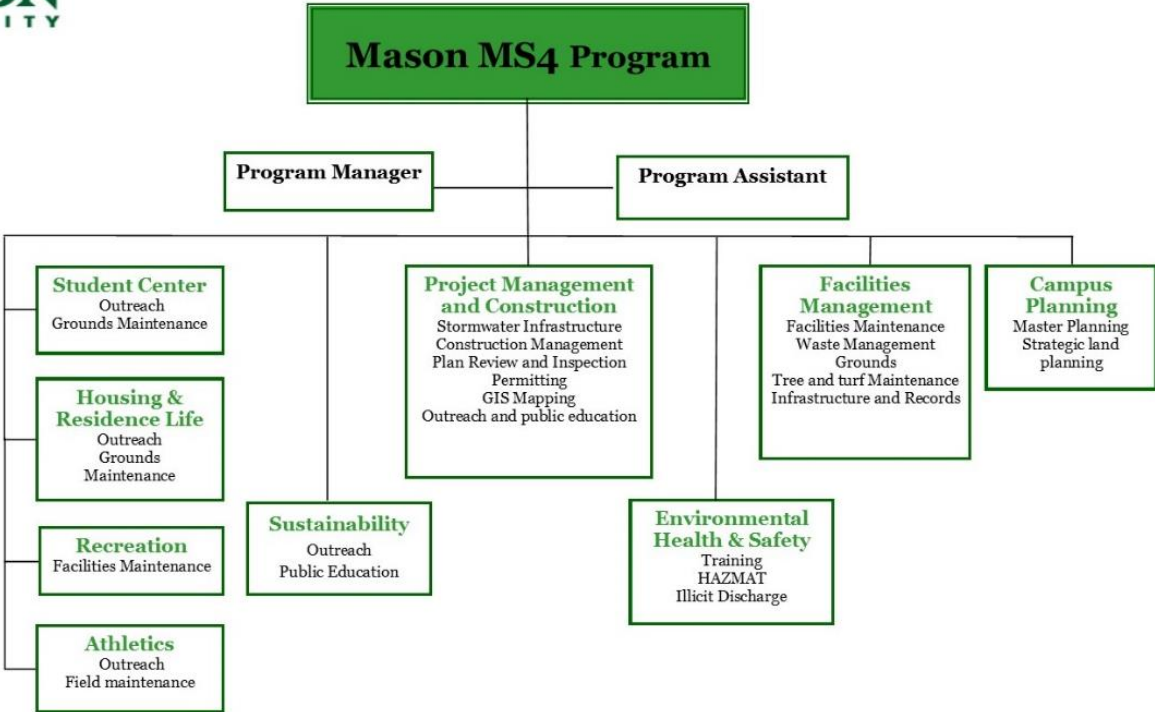 ITY
Mason MS4 Program
Program Manager
Program Assistant
Student Center
Outreach
Grounds Maintenance
Housing &
Residence Life
Outreach
Grounds
Maintenance
Recreation
Facilities Maintenance
Athletics
Outreach
Field maintenance
Sustainability
Outreach
Public Education
Project Management
and Construction
Stormwater Infrastructure
Construction Management
Plan Review and Inspection
Permitting
GIS Mapping
Outreach and public education
Environmental
Health & Safety
Training
HAZMAT
Illicit Discharge
Facilities
Management
Facilities Maintenance
Waste Management
Grounds
Tree and turf Maintenance
Infrastructure and Records
Campus
Planning
Master Planning
Strategic land
planning